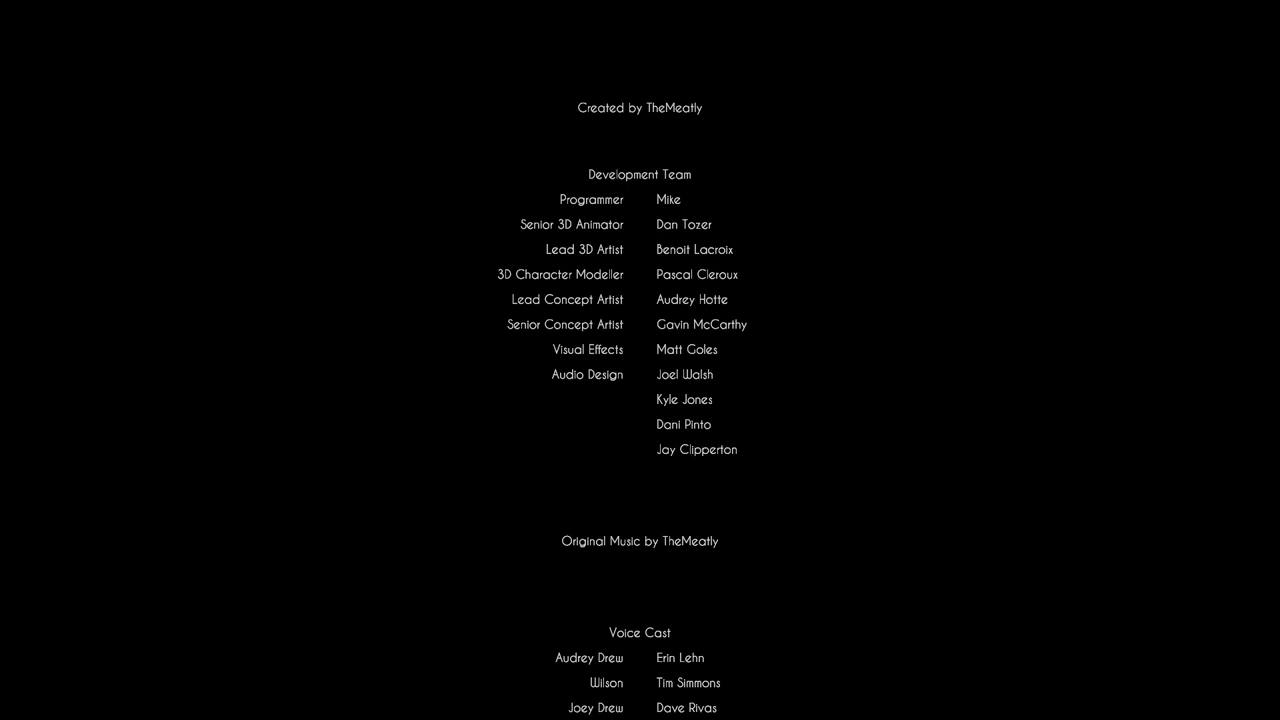 Created by TheMeatly
Development Team
Programmer Mike
Senior 3D Animator Dan Tozer
Lead 3D Artist Benoit Lacroix
3D Character Modeller Pascal Cleroux
Lead Concept Artist Audrey Hotte
Senior Concept Artist Gavin McCarthy
Visual Effects Matt Goles
Audio Design Joel Walsh
Kyle Jones
Dani Pinto
Jay Clipperton
Original Music by TheMeatly
Voice Cast
Audrey Drew Erin Lehn
Wilson Tim Simmons
Joey Drew Dave Rivas